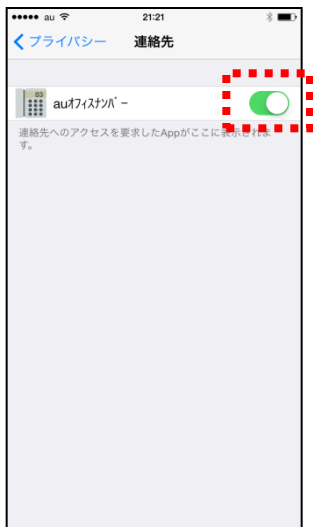 ●●●●● au 21:21
プライバシー 連絡先
03
auｵﾌｨｽﾅﾝﾊﾞｰ
連絡先へのアクセスを要求したAppがここに表示されま
す。